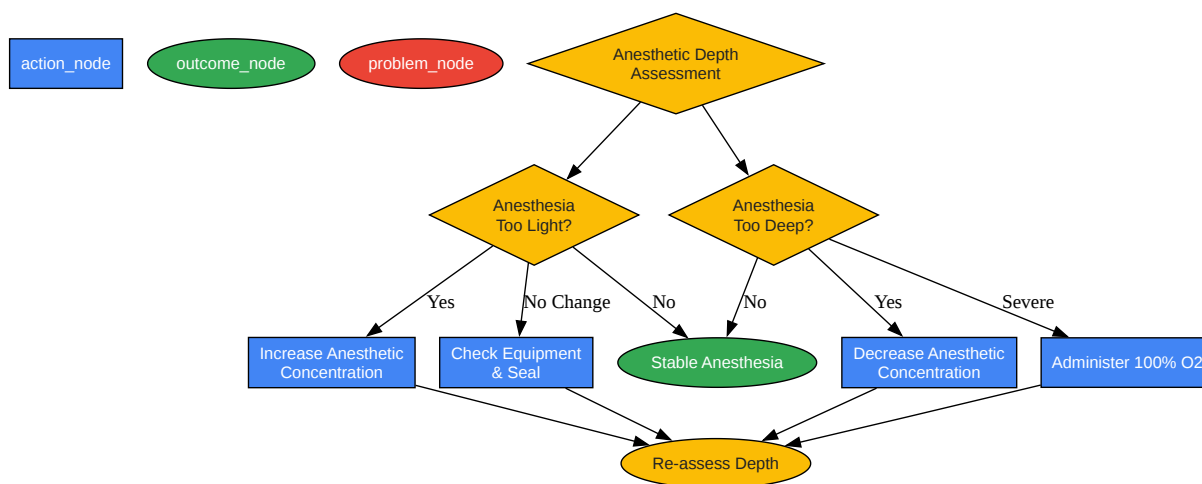 action_node
outcome_node
problem_node
Anesthetic Depth
Assessment
Anesthesia
Too Light?
Anesthesia
Too Deep?
Yes
No Change
No
No
Yes
Severe
Increase Anesthetic
Concentration
Check Equipment
& Seal
Stable Anesthesia
Decrease Anesthetic
Concentration
Administer 100% O2
Re-assess Depth